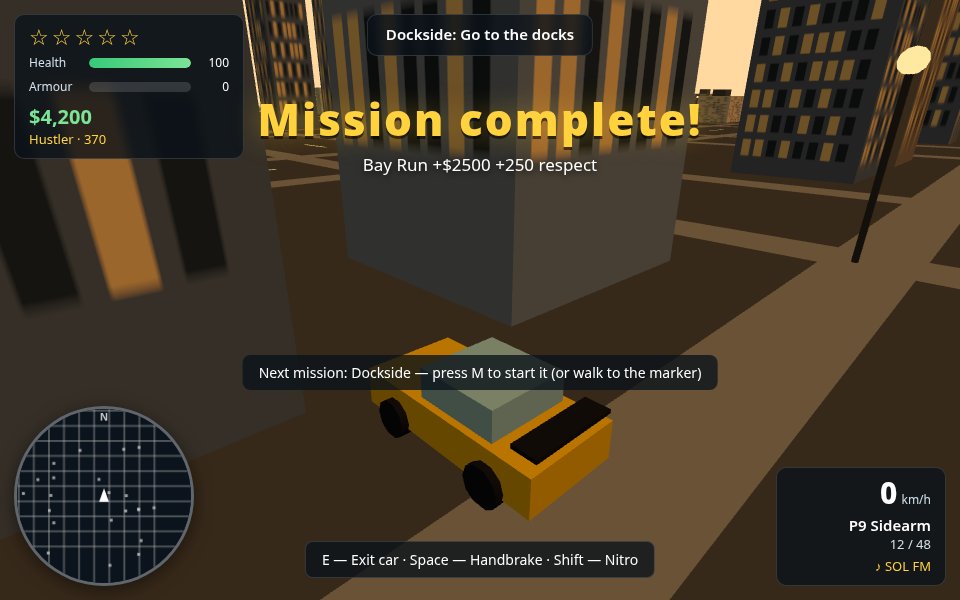 ☆☆☆☆☆
Health 100
Armour 0
$4,200
Hustler · 370
Dockside: Go to the docks
Mission complete!
Bay Run +$2500 +250 respect
Next mission: Dockside — press M to start it (or walk to the marker)
N
E — Exit car · Space — Handbrake · Shift — Nitro
0 km/h
P9 Sidearm
12 / 48
♪ SOL FM